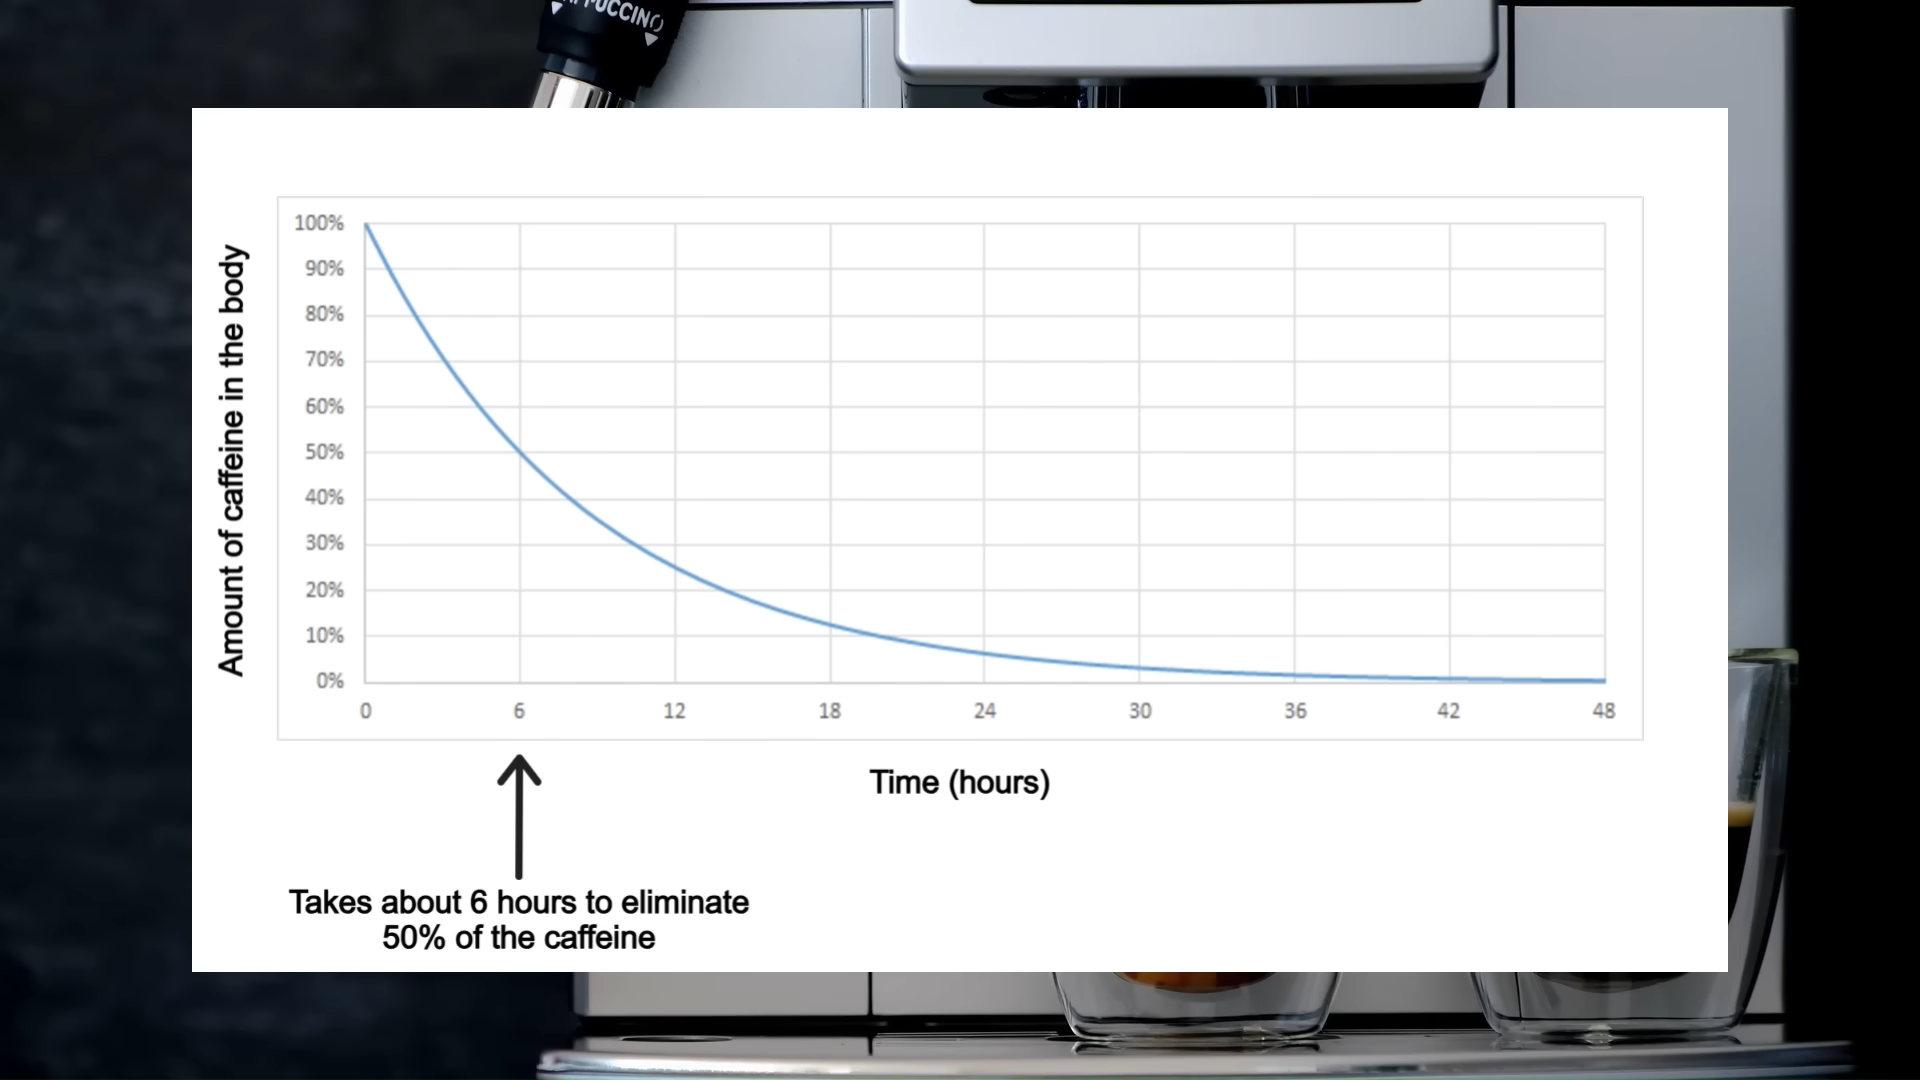 100%
90%
80%
70%
60%
50%
40%
30%
20%
10%
0%
Amount of caffeine in the body
0 6 12 18 24 30 36 42 48
Time (hours)
Takes about 6 hours to eliminate
50% of the caffeine